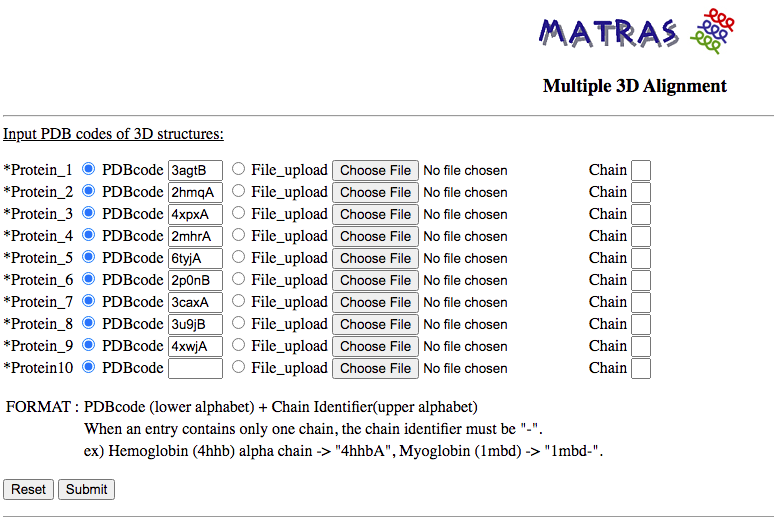 MATRAS
Multiple 3D Alignment
Input PDB codes of 3D structures:
*Protein_1 PDBcode 3agtB File_upload Choose File No file chosen Chain
*Protein_2 PDBcode 2hmqA File_upload Choose File No file chosen Chain
*Protein_3 PDBcode 4xpxA File_upload Choose File No file chosen Chain
*Protein_4 PDBcode 2mhrA File_upload Choose File No file chosen Chain
*Protein_5 PDBcode 6tyjA File_upload Choose File No file chosen Chain
*Protein_6 PDBcode 2p0nB File_upload Choose File No file chosen Chain
*Protein_7 PDBcode 3caxA File_upload Choose File No file chosen Chain
*Protein_8 PDBcode 3u9jB File_upload Choose File No file chosen Chain
*Protein_9 PDBcode 4xwjA File_upload Choose File No file chosen Chain
*Protein10 PDBcode File_upload Choose File No file chosen Chain
FORMAT : PDBcode (lower alphabet) + Chain Identifier(upper alphabet)
When an entry contains only one chain, the chain identifier must be "-".
ex) Hemoglobin (4hhb) alpha chain -> "4hhbA", Myoglobin (1mbd) -> "1mbd-".
Reset Submit